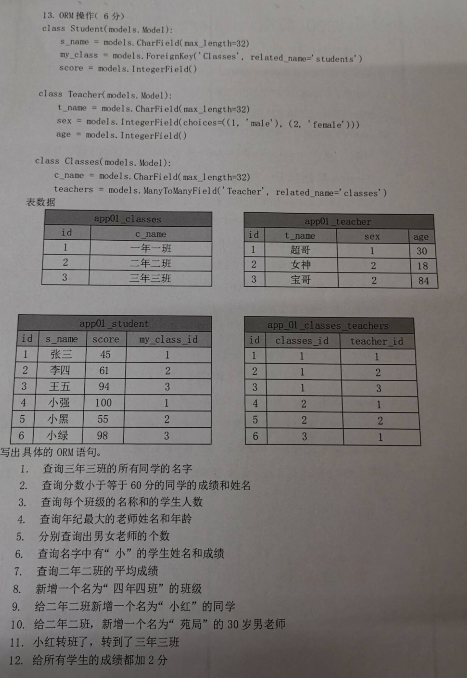 13. ORM 操作( 6 分)
class Student(models.Model):
s_name = models.CharField(max_length=32)
my_class = models.ForeignKey('Classes', related_name='students')
score = models.IntegerField()
class Teacher(models.Model):
t_name = models.CharField(max_length=32)
sex = models.IntegerField(choices=((1, 'male'), (2, 'female')))
age = models.IntegerField()
class Classes(models.Model):
c_name = models.CharField(max_length=32)
teachers = models.ManyToManyField('Teacher', related_name='classes')
表数据
app01_classes
id c_name
1 一年一班
2 二年二班
3 三年三班
app01_teacher
id t_name sex age
1 超哥 1 30
2 女神 2 18
3 宝哥 2 84
app01_student
id s_name score my_class_id
1 张三 45 1
2 李四 61 2
3 王五 94 3
4 小强 100 1
5 小黑 55 2
6 小绿 98 3
app_01_classes_teachers
id classes_id teacher_id
1 1 1
2 1 2
3 1 3
4 2 1
5 2 2
6 3 1
写出具体的 ORM 语句。
1. 查询三年三班的所有同学的名字
2. 查询分数小于等于 60 分的同学的成绩和姓名
3. 查询每个班级的名称和的学生人数
4. 查询年纪最大的老师姓名和年龄
5. 分别查询出男女老师的个数
6. 查询名字中有“ 小”的学生姓名和成绩
7. 查询二年二班的平均成绩
8. 新增一个名为“ 四年四班”的班级
9. 给二年二班新增一个名为“ 小红”的同学
10. 给二年二班，新增一个名为“ 苑局”的 30 岁男老师
11. 小红转班了，转到了三年三班
12. 给所有学生的成绩都加 2 分